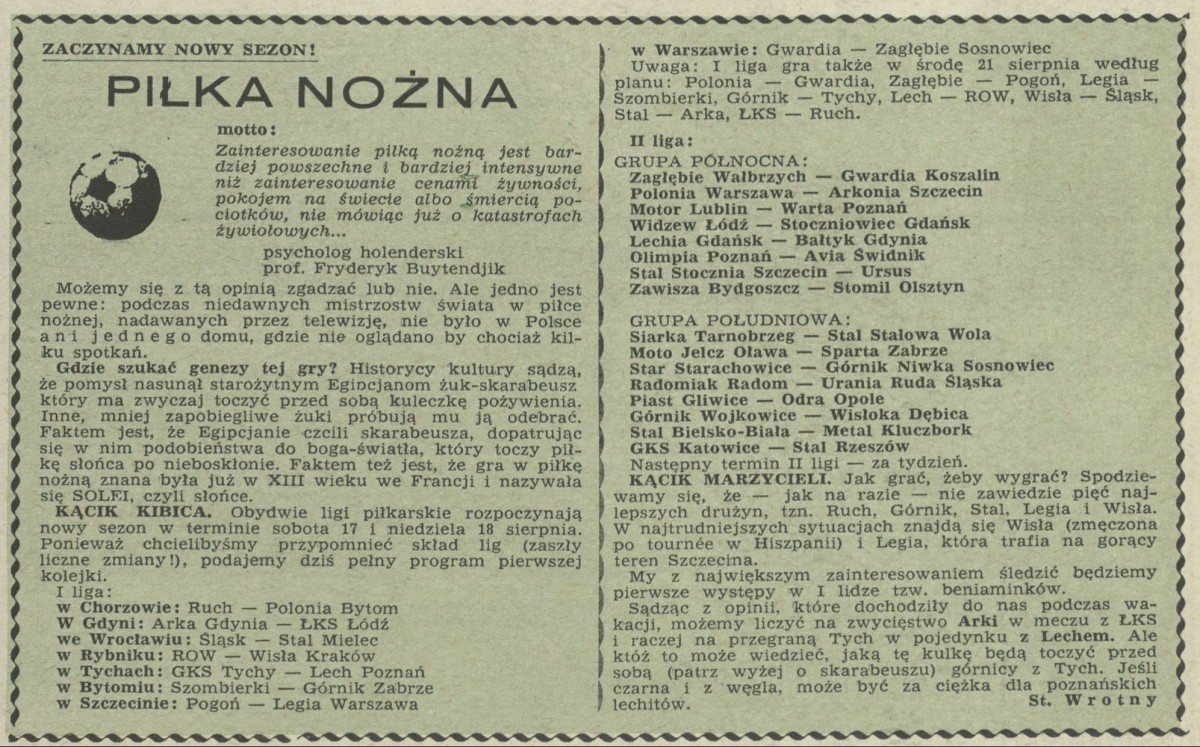 ZACZYNAMY NOWY SEZON!
PIŁKA NOŻNA
motto:
Zainteresowanie piłką nożną jest bar-
dziej powszechne i bardziej intensywne
niż zainteresowanie cenami żywności,
pokojem na świecie albo śmiercią po-
ciotków, nie mówiąc już o katastrofach
żywiołowych...
psycholog holenderski
prof. Fryderyk Buytendjik
Możemy się z tą opinią zgadzać lub nie. Ale jedno jest
pewne: podczas niedawnych mistrzostw świata w piłce
nożnej, nadawanych przez telewizję, nie było w Polsce
ani jednego domu, gdzie nie oglądano by chociaż kil-
ku spotkań.
Gdzie szukać genezy tej gry? Historycy kultury sądzą,
że pomysł nasunął starożytnym Egipcjanom żuk-skarabeusz
który ma zwyczaj toczyć przed sobą kuleczkę pożywienia.
Inne, mniej zapobiegliwe żuki próbują mu ją odebrać.
Faktem jest, że Egipcjanie czcili skarabeusza, dopatrując
się w nim podobieństwa do boga-światła, który toczy pił-
kę słońca po nieboskłonie. Faktem też jest, że gra w piłkę
nożną znana była już w XIII wieku we Francji i nazywała
się SOLEI, czyli słońce.
KĄCIK KIBICA. Obydwie ligi piłkarskie rozpoczynają
nowy sezon w terminie sobota 17 i niedziela 18 sierpnia.
Ponieważ chcielibyśmy przypomnieć skład lig (zaszły
liczne zmiany!), podajemy dziś pełny program pierwszej
kolejki.
I liga:
w Chorzowie: Ruch — Polonia Bytom
W Gdyni: Arka Gdynia — ŁKS Łódź
we Wrocławiu: Śląsk — Stal Mielec
w Rybniku: ROW — Wisła Kraków
w Tychach: GKS Tychy — Lech Poznań
w Bytomiu: Szombierki — Górnik Zabrze
w Szczecinie: Pogoń — Legia Warszawa
w Warszawie: Gwardia — Zagłębie Sosnowiec
Uwaga: I liga gra także w środę 21 sierpnia według
planu: Polonia — Gwardia, Zagłębie — Pogoń, Legia —
Szombierki, Górnik — Tychy, Lech — ROW, Wisła — Śląsk,
Stal — Arka, ŁKS — Ruch.
II liga:
GRUPA PÓŁNOCNA:
Zagłębie Wałbrzych — Gwardia Koszalin
Polonia Warszawa — Arkonia Szczecin
Motor Lublin — Warta Poznań
Widzew Łódź — Stoczniowiec Gdańsk
Lechia Gdańsk — Bałtyk Gdynia
Olimpia Poznań — Avia Świdnik
Stal Stocznia Szczecin — Ursus
Zawisza Bydgoszcz — Stomil Olsztyn
GRUPA POŁUDNIOWA:
Siarka Tarnobrzeg — Stal Stalowa Wola
Moto Jelcz Oława — Sparta Zabrze
Star Starachowice — Górnik Niwka Sosnowiec
Radomiak Radom — Urania Ruda Śląska
Piast Gliwice — Odra Opole
Górnik Wojkowice — Wisłoka Dębica
Stal Bielsko-Biała — Metal Kluczbork
GKS Katowice — Stal Rzeszów
Następny termin II ligi — za tydzień.
KĄCIK MARZYCIELI. Jak grać, żeby wygrać? Spodzie-
wamy się, że — jak na razie — nie zawiedzie pięć naj-
lepszych drużyn, tzn. Ruch, Górnik, Stal, Legia i Wisła.
W najtrudniejszych sytuacjach znajdą się Wisła (zmęczona
po tournée w Hiszpanii) i Legia, która trafia na gorący
teren Szczecina.
My z największym zainteresowaniem śledzić będziemy
pierwsze występy w I lidze tzw. beniaminków.
Sądząc z opinii, które dochodziły do nas podczas wa-
kacji, możemy liczyć na zwycięstwo Arki w meczu z ŁKS
i raczej na przegraną Tych w pojedynku z Lechem. Ale
któż to może wiedzieć, jaką tę kulkę będą toczyć przed
sobą (patrz wyżej o skarabeuszu) górnicy z Tych. Jeśli
czarna i z węgla, może być za ciężka dla poznańskich
lechitów. St. Wrotny